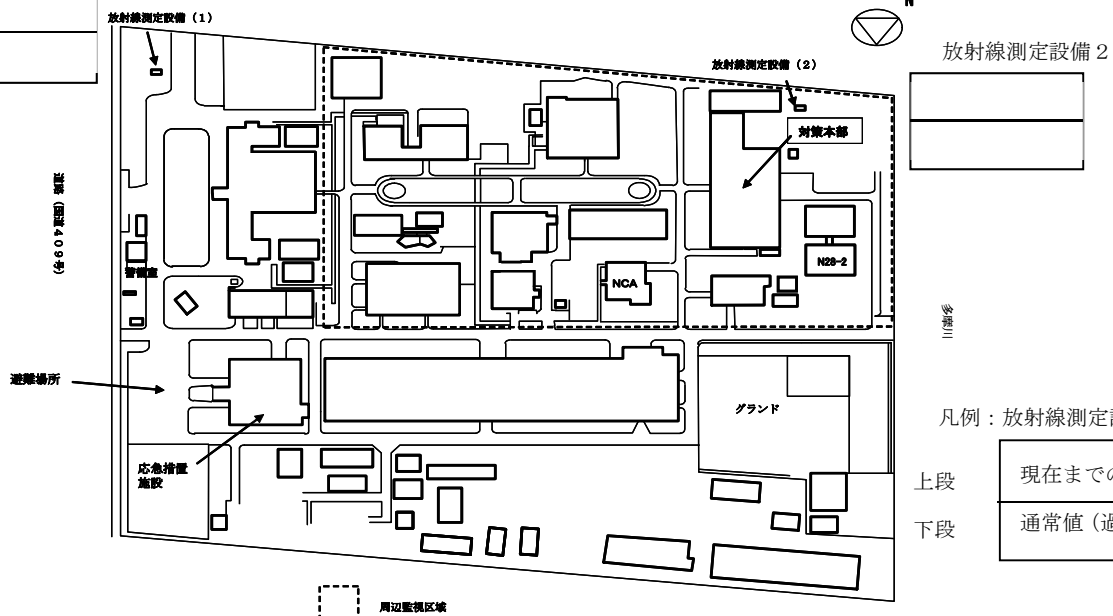 放射線測定設備（1）
N
放射線測定設備２
放射線測定設備（2）
対策本部
道路（国道４０９号）
警備室
N28-2
NCA
多摩川
避難場所
グランド
凡例：放射線測定
応急措置
施設
上段
現在までの
下段
通常値（過
周辺監視区域